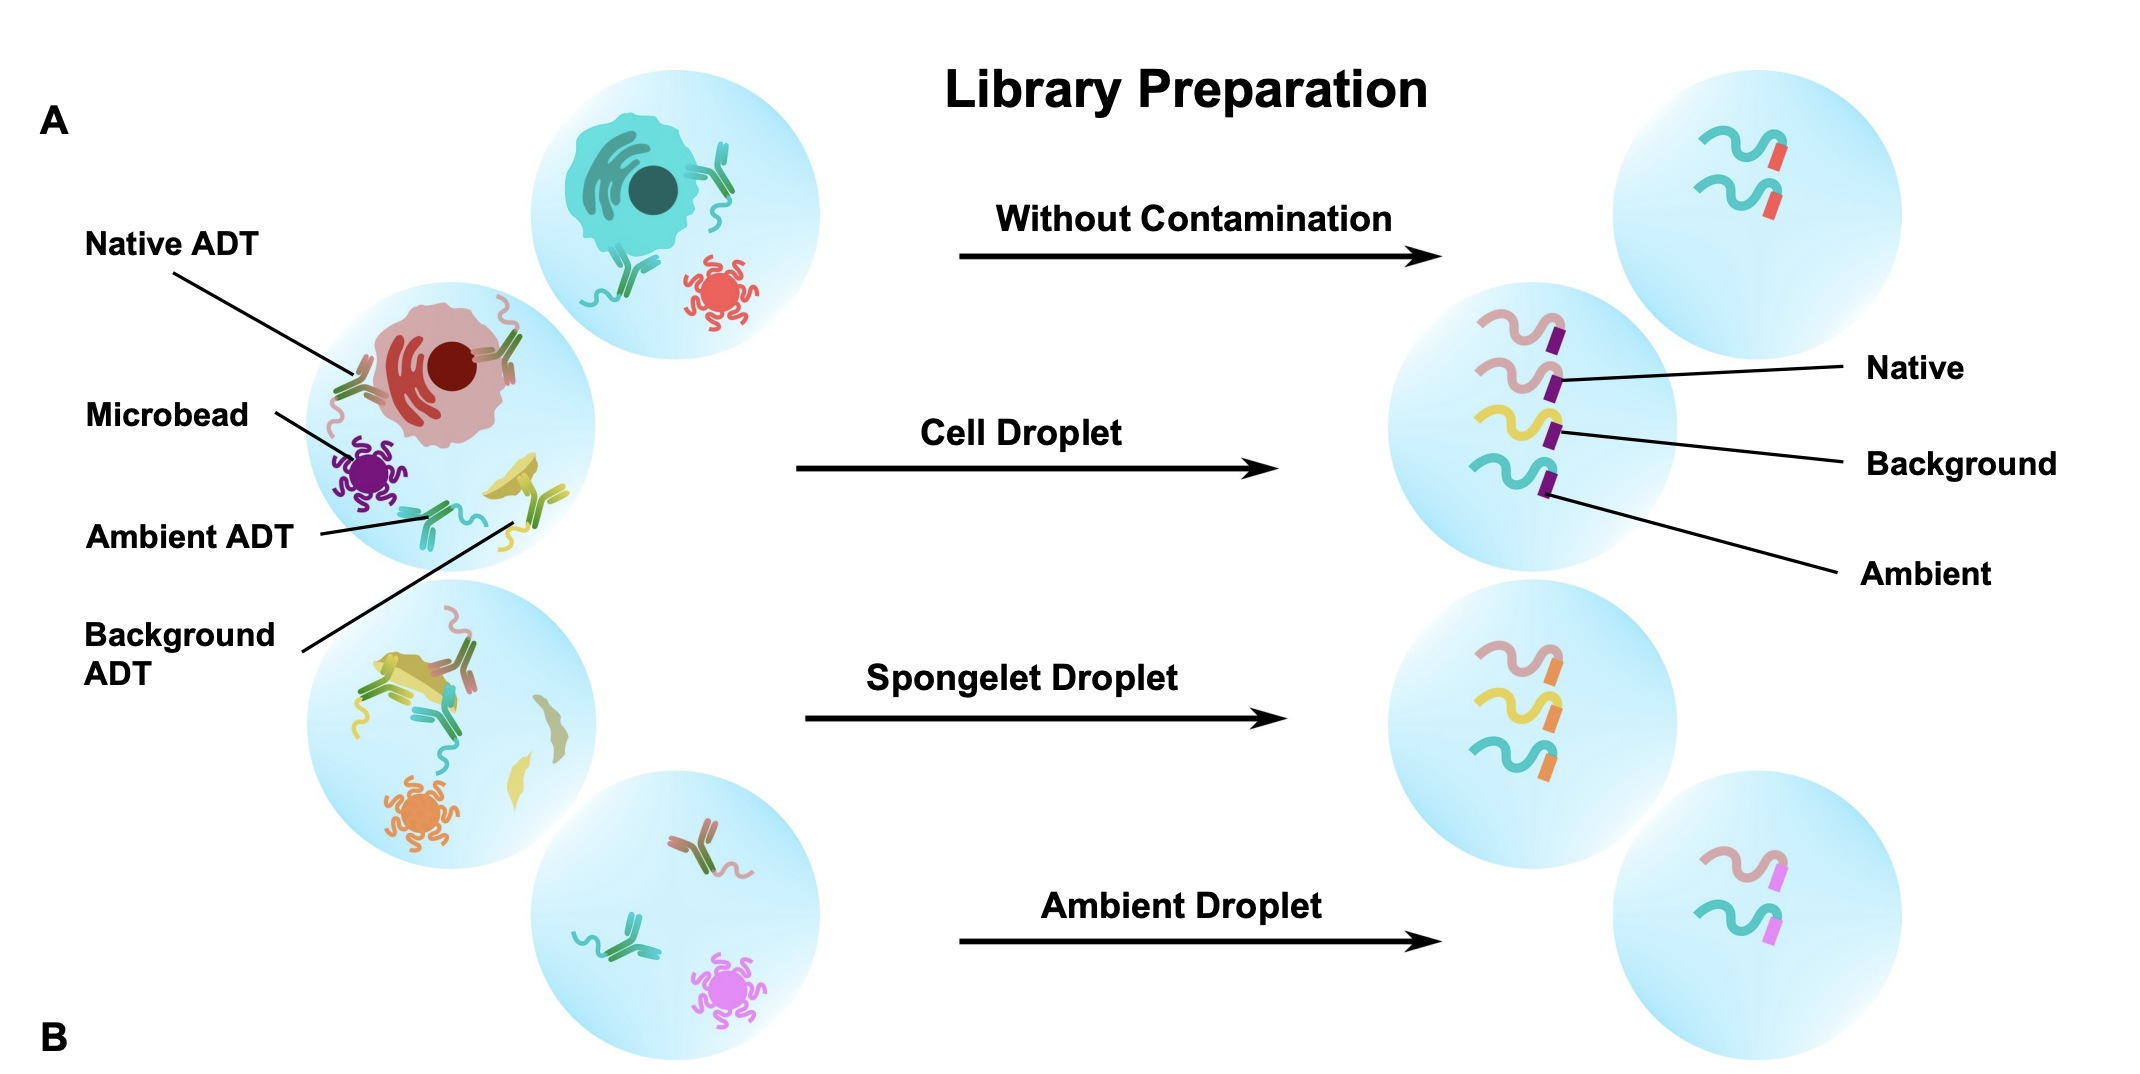 Library Preparation
A
Without Contamination
Native ADT
Microbead
Ambient ADT
Background
ADT
Cell Droplet
Native
Background
Ambient
Spongelet Droplet
Ambient Droplet
B